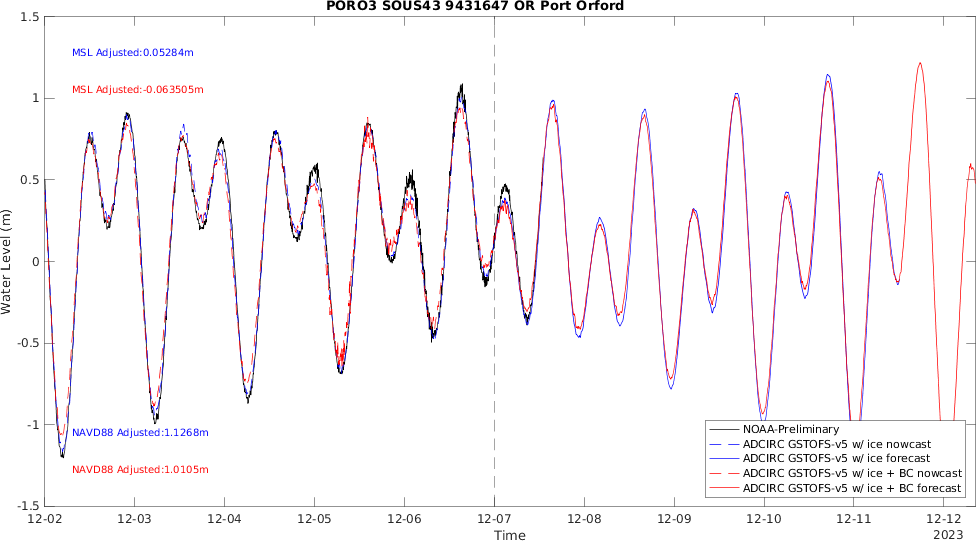 PORO3 SOUS43 9431647 OR Port Orford
1.5
1
0.5
0
-0.5
-1
-1.5
Water Level (m)
MSL Adjusted:0.05284m
MSL Adjusted:-0.063505m
NAVD88 Adjusted:1.1268m
NAVD88 Adjusted:1.0105m
NOAA-Preliminary
ADCIRC GSTOFS-v5 w/ ice nowcast
ADCIRC GSTOFS-v5 w/ ice forecast
ADCIRC GSTOFS-v5 w/ ice + BC nowcast
ADCIRC GSTOFS-v5 w/ ice + BC forecast
12-02 12-03 12-04 12-05 12-06 12-07 12-08 12-09 12-10 12-11 12-12
2023
Time